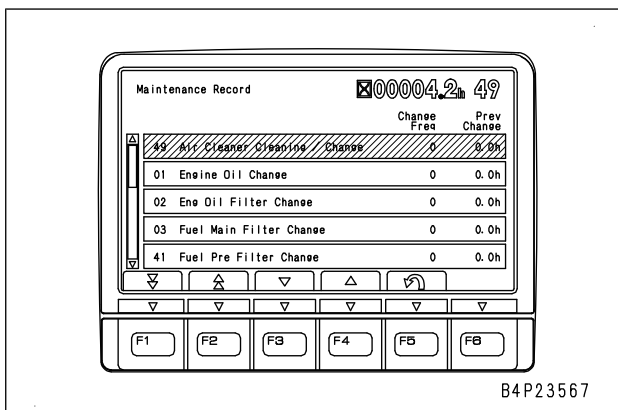 Maintenance Record 00004.2h 49
Change Freq Prev Change
49 Air Cleaner Cleaning / Change 0 0.0h
01 Engine Oil Change 0 0.0h
02 Eng Oil Filter Change 0 0.0h
03 Fuel Main Filter Change 0 0.0h
41 Fuel Pre Filter Change 0 0.0h
F1 F2 F3 F4 F5 F6
B4P23567